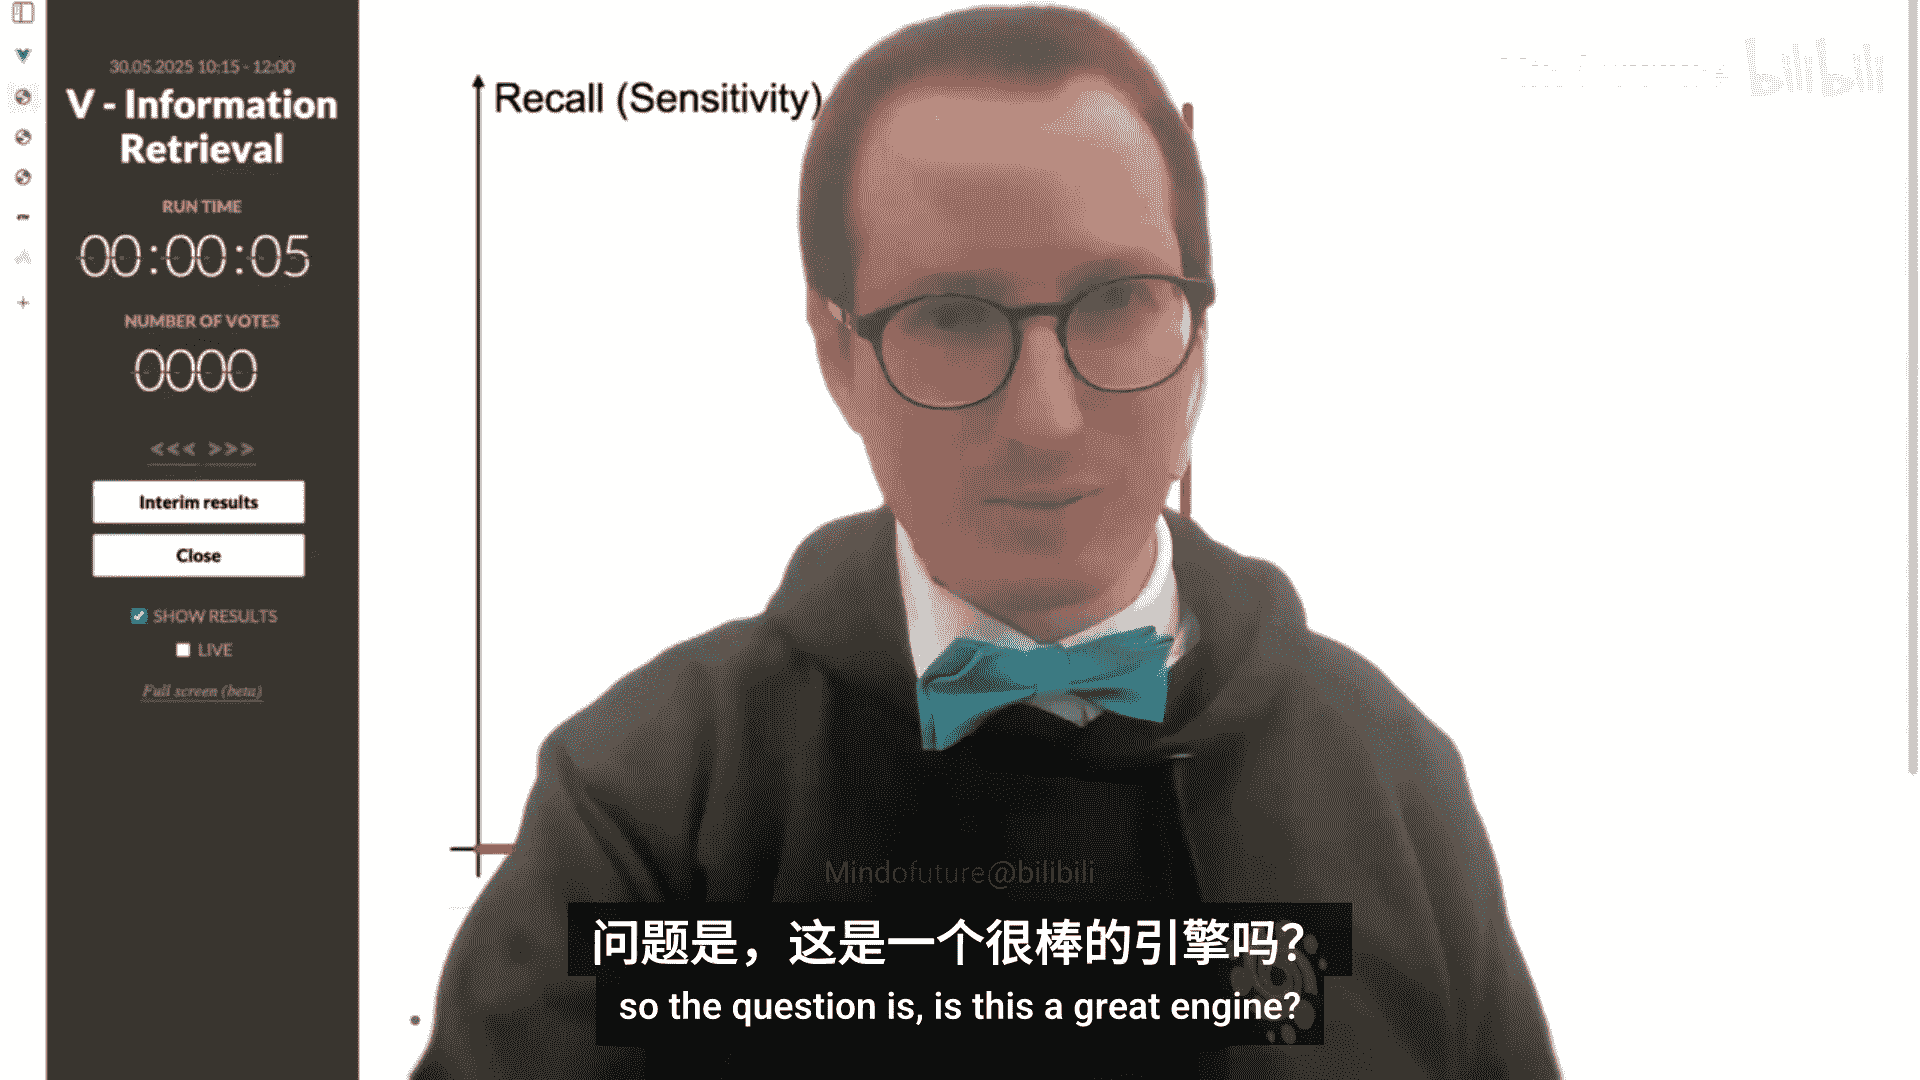 30.05.2025 10:15 - 12:00
V - Information
Retrieval
RUN TIME
00:00:05
NUMBER OF VOTES
0000
<<< >>>
Interim results
Close
SHOW RESULTS
LIVE
Full screen (beta)
Recall (Sensitivity)
bilibili
Mindofuture@bilibili
问题是，这是一个很棒的引擎吗？
so the question is, is this a great engine?